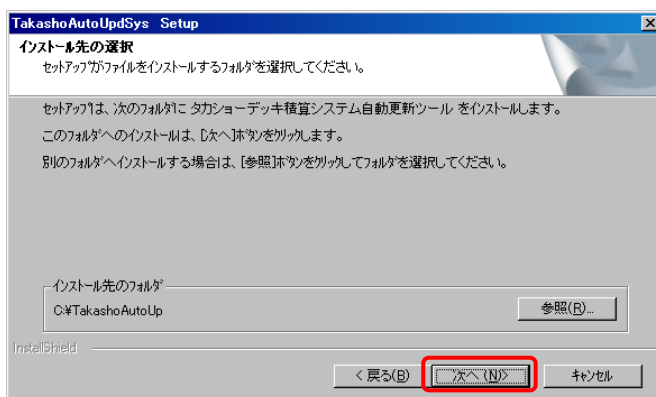 TakashoAutoUpdSys Setup
インストール先の選択
セットアップがファイルをインストールするフォルダを選択してください。
セットアップは、次のフォルダに タカショーデッキ積算システム自動更新ツール をインストールします。
このフォルダへのインストールは、[次へ]ボタンをクリックします。
別のフォルダへインストールする場合は、[参照]ボタンをクリックしてフォルダを選択してください。
インストール先のフォルダ
C:¥TakashoAutoUp
参照(R)...
InstallShield
< 戻る(B)
次へ(N)>
キャンセル